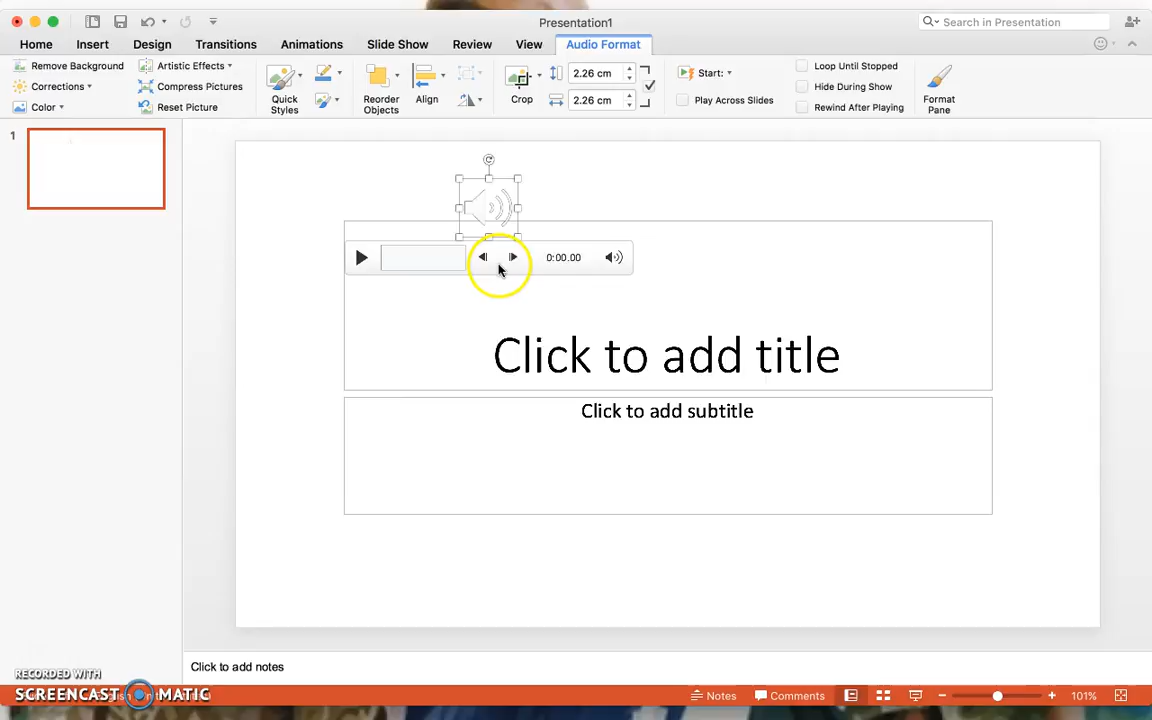 Presentation1
Search in Presentation
Home Insert Design Transitions Animations Slide Show Review View Audio Format
Remove Background
Corrections
Color
Artistic Effects
Compress Pictures
Reset Picture
Quick
Styles
Reorder
Objects
Align
Crop
2.26 cm
2.26 cm
Start:
Play Across Slides
Loop Until Stopped
Hide During Show
Rewind After Playing
Format
Pane
1
0:00.00
Click to add title
Click to add subtitle
Click to add notes
RECORDED WITH
SCREENCAST MATIC
Notes Comments 101%